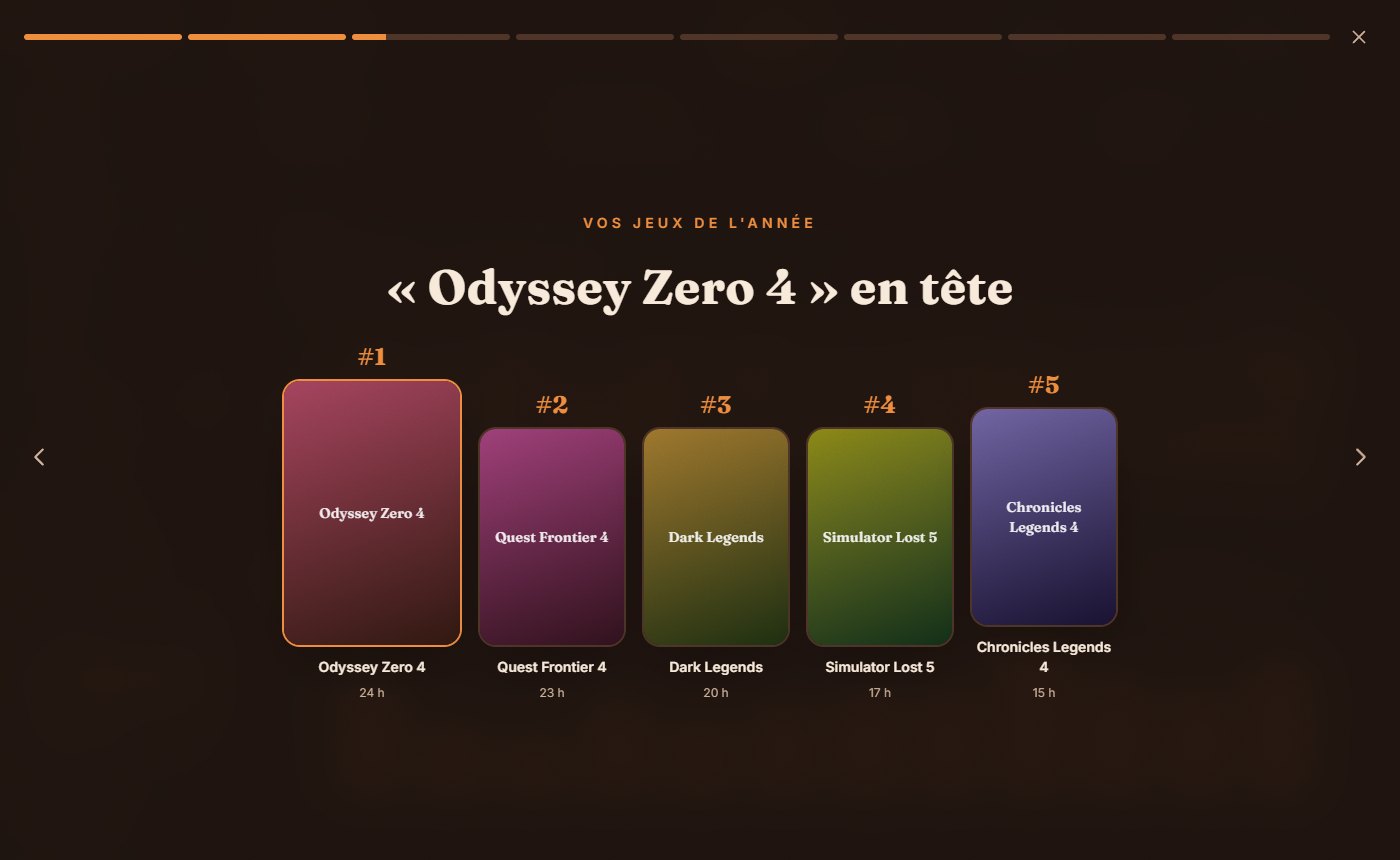 VOS JEUX DE L'ANNÉE
« Odyssey Zero 4 » en tête
#1
Odyssey Zero 4
Odyssey Zero 4
24 h
#2
Quest Frontier 4
Quest Frontier 4
23 h
#3
Dark Legends
Dark Legends
20 h
#4
Simulator Lost 5
Simulator Lost 5
17 h
#5
Chronicles
Legends 4
Chronicles Legends
4
15 h